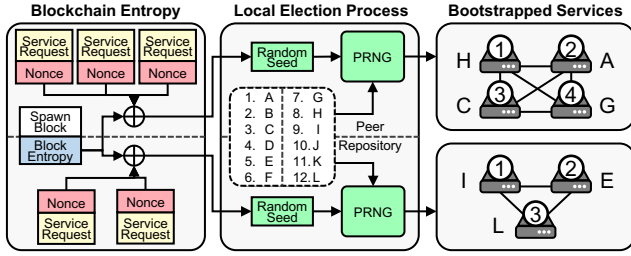 Blockchain Entropy
Service Request
Service Request
Service Request
Nonce
Nonce
Nonce
Spawn Block
Block Entropy
Nonce
Nonce
Service Request
Service Request
Local Election Process
Random Seed
PRNG
1. A
2. B
3. C
4. D
5. E
6. F
7. G
8. H
9. I
10. J
11. K
12. L
Peer
Repository
Random Seed
PRNG
Bootstrapped Services
H 1 2 A
C 3 4 G
I 1 2 E
L 3